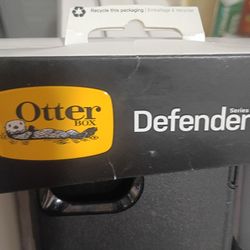 Recycle this packaging | Emballage à recycler
Otter
BOX
Series
Defender